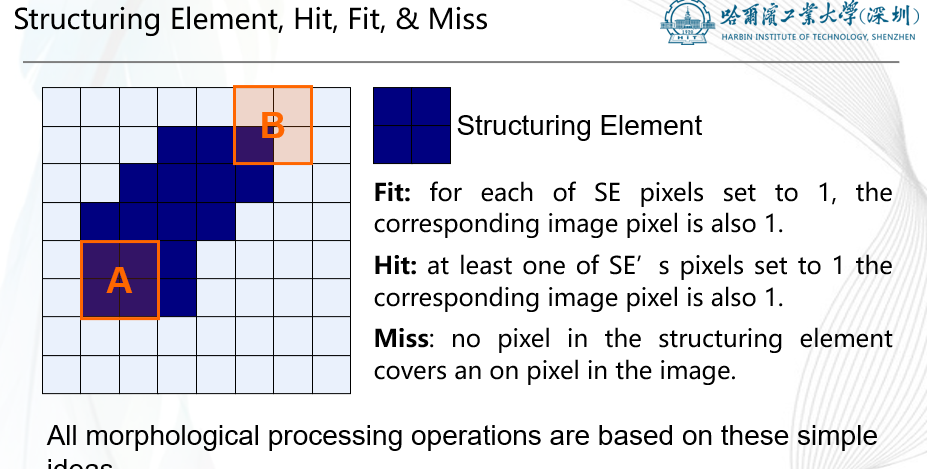 Structuring Element, Hit, Fit, & Miss
哈爾濱工業大學(深圳)
HARBIN INSTITUTE OF TECHNOLOGY, SHENZHEN
B
A
Structuring Element
Fit: for each of SE pixels set to 1, the
corresponding image pixel is also 1.
Hit: at least one of SE’ s pixels set to 1 the
corresponding image pixel is also 1.
Miss: no pixel in the structuring element
covers an on pixel in the image.
All morphological processing operations are based on these simple
ideas